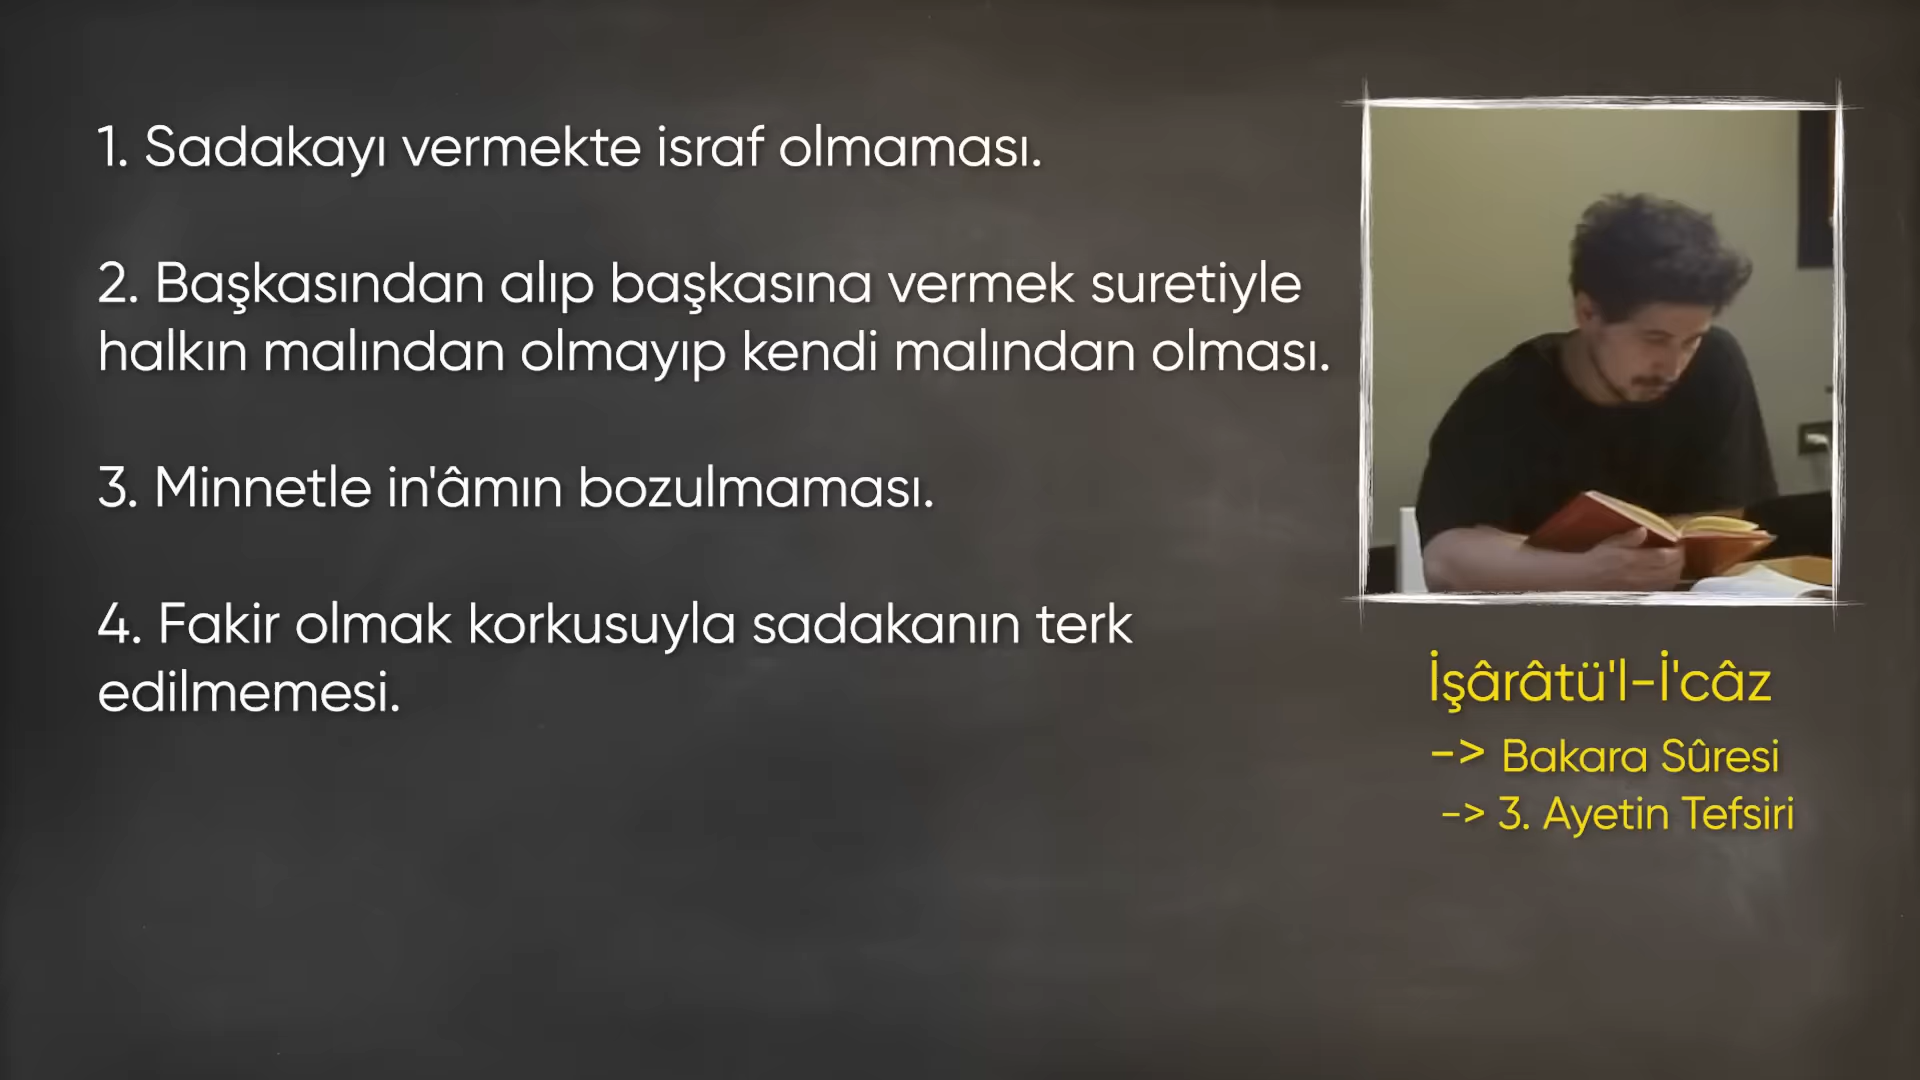 1. Sadakayı vermekte israf olmaması.
2. Başkasından alıp başkasına vermek suretiyle
halkın malından olmayıp kendi malından olması.
3. Minnetle in'âmın bozulmaması.
4. Fakir olmak korkusuyla sadakanın terk
edilmemesi.
İşârâtü'l-İ'câz
-> Bakara Sûresi
-> 3. Ayetin Tefsiri